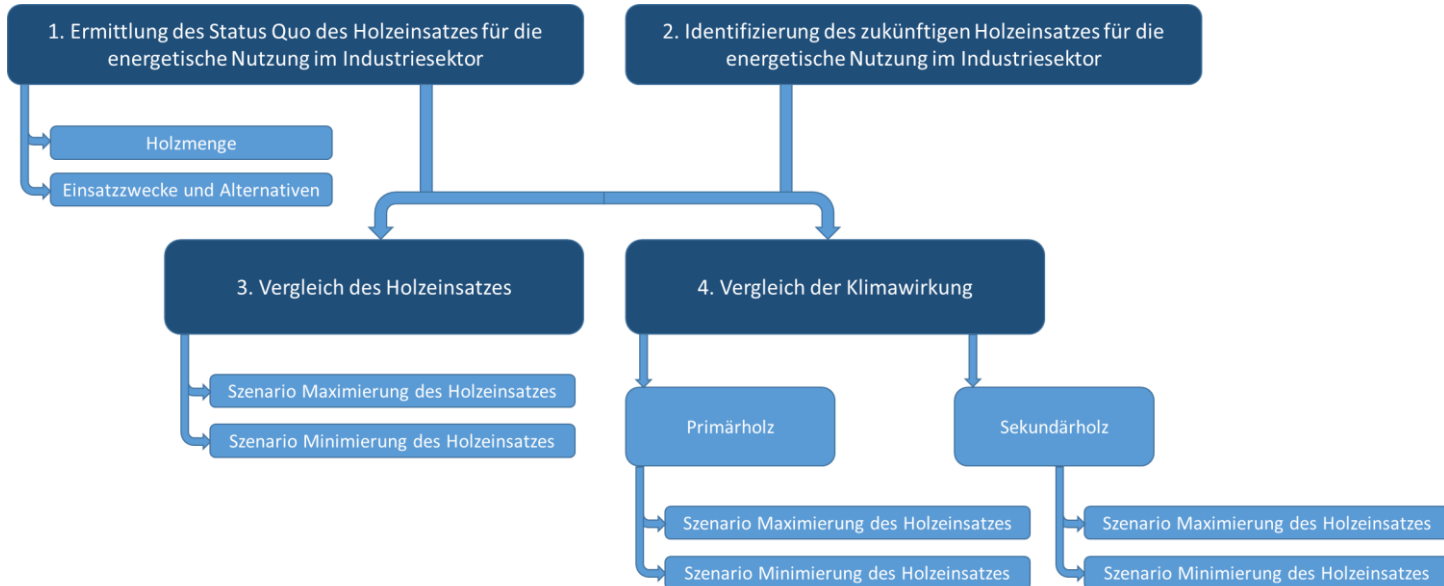 1. Ermittlung des Status Quo des Holzeinsatzes für die
energetische Nutzung im Industriesektor
2. Identifizierung des zukünftigen Holzeinsatzes für die
energetische Nutzung im Industriesektor
Holzmenge
Einsatzzwecke und Alternativen
3. Vergleich des Holzeinsatzes
4. Vergleich der Klimawirkung
Szenario Maximierung des Holzeinsatzes
Szenario Minimierung des Holzeinsatzes
Primärholz
Sekundärholz
Szenario Maximierung des Holzeinsatzes
Szenario Minimierung des Holzeinsatzes
Szenario Maximierung des Holzeinsatzes
Szenario Minimierung des Holzeinsatzes